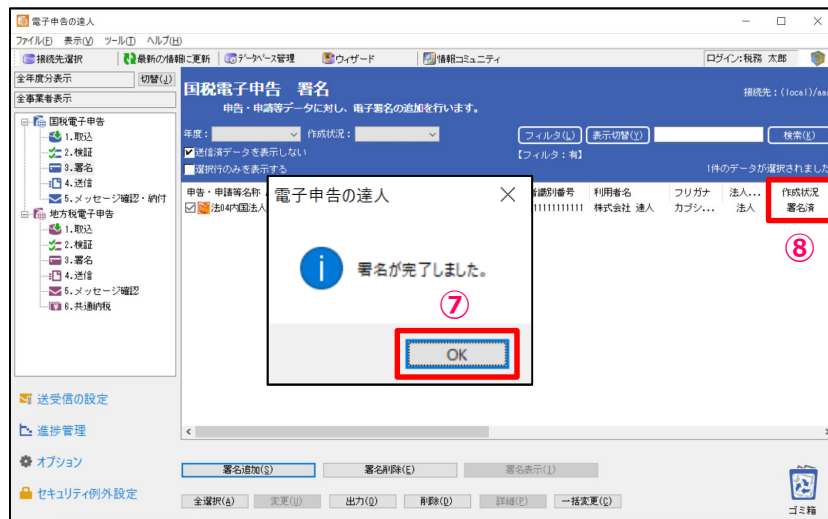 電子申告の達人
ファイル(F) 表示(V) ツール(T) ヘルプ(H)
接続先選択 最新の情報に更新 データベース管理 ウィザード 情報コミュニティ ログイン:税務 太郎
全年度分表示 切替(J)
全事業者表示
国税電子申告
1.取込
2.検証
3.署名
4.送信
5.メッセージ確認・納付
地方税電子申告
1.取込
2.検証
3.署名
4.送信
5.メッセージ確認
6.共通納税
送受信の設定
進捗管理
オプション
セキュリティ例外設定
国税電子申告 署名
接続先:(local)/
申告・申請等データに対し、電子署名の追加を行います。
年度: 作成状況: フィルタ(L) 表示切替(Y) 検索(K)
送信済データを表示しない 【フィルタ:有】
選択行のみを表示する 1件のデータが選択されました
申告・申請等名称 識別番号 利用者名 フリガナ 法人... 作成状況
法04内国法人 株式会社 達人 カブシ... 法人 署名済
電子申告の達人
署名が完了しました。
⑦
OK
⑧
署名追加(S) 署名削除(E) 署名表示(I)
全選択(A) 変更(U) 出力(O) 削除(D) 詳細(P) 一括変更(C)
ゴミ箱